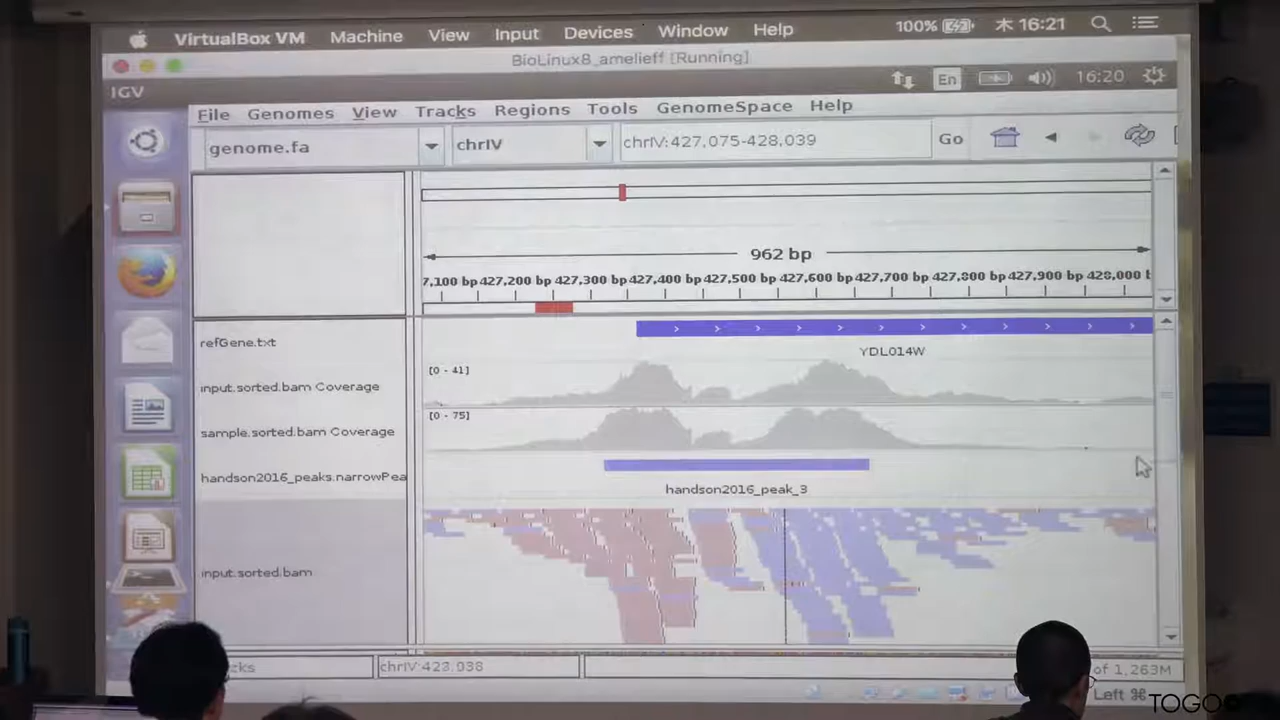 VirtualBox VM Machine View Input Devices Window Help 100% 木 16:21
BioLinux8_amelieff [Running]
IGV En 16:20
File Genomes View Tracks Regions Tools GenomeSpace Help
genome.fa chrIV chrIV:427,075-428,039 Go
962 bp
7,100 bp 427,200 bp 427,300 bp 427,400 bp 427,500 bp 427,600 bp 427,700 bp 427,800 bp 427,900 bp 428,000 b
refGene.txt
YDL014W
[0 - 41]
input.sorted.bam Coverage
[0 - 75]
sample.sorted.bam Coverage
handson2016_peaks.narrowPea
handson2016_peak_3
input.sorted.bam
cks chrIV:423,038 of 1,263M
Left ⌘
TOGO